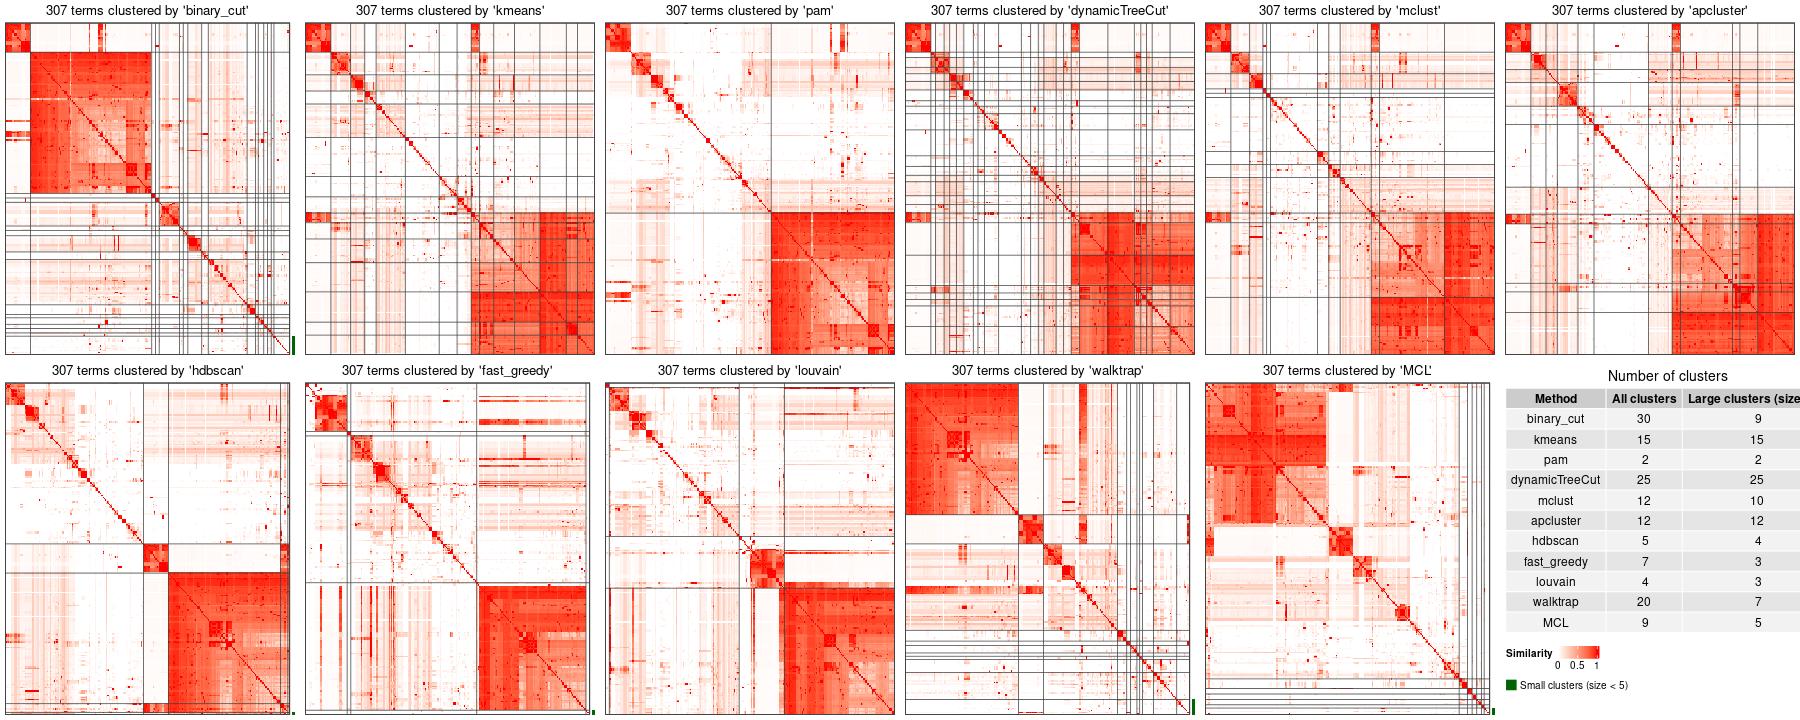 307 terms clustered by 'binary_cut'
307 terms clustered by 'kmeans'
307 terms clustered by 'pam'
307 terms clustered by 'dynamicTreeCut'
307 terms clustered by 'mclust'
307 terms clustered by 'apcluster'
307 terms clustered by 'hdbscan'
307 terms clustered by 'fast_greedy'
307 terms clustered by 'louvain'
307 terms clustered by 'walktrap'
307 terms clustered by 'MCL'
Number of clusters
Method All clusters Large clusters (size
binary_cut 30 9
kmeans 15 15
pam 2 2
dynamicTreeCut 25 25
mclust 12 10
apcluster 12 12
hdbscan 5 4
fast_greedy 7 3
louvain 4 3
walktrap 20 7
MCL 9 5
Similarity
0 0.5 1
Small clusters (size < 5)